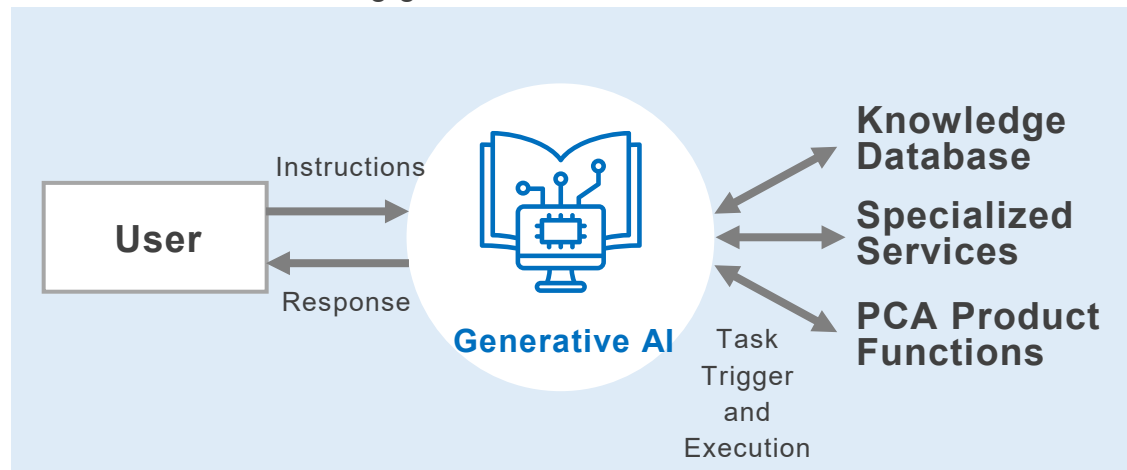 Instructions
User
Response
Generative AI
Knowledge
Database
Specialized
Services
PCA Product
Functions
Task
Trigger
and
Execution